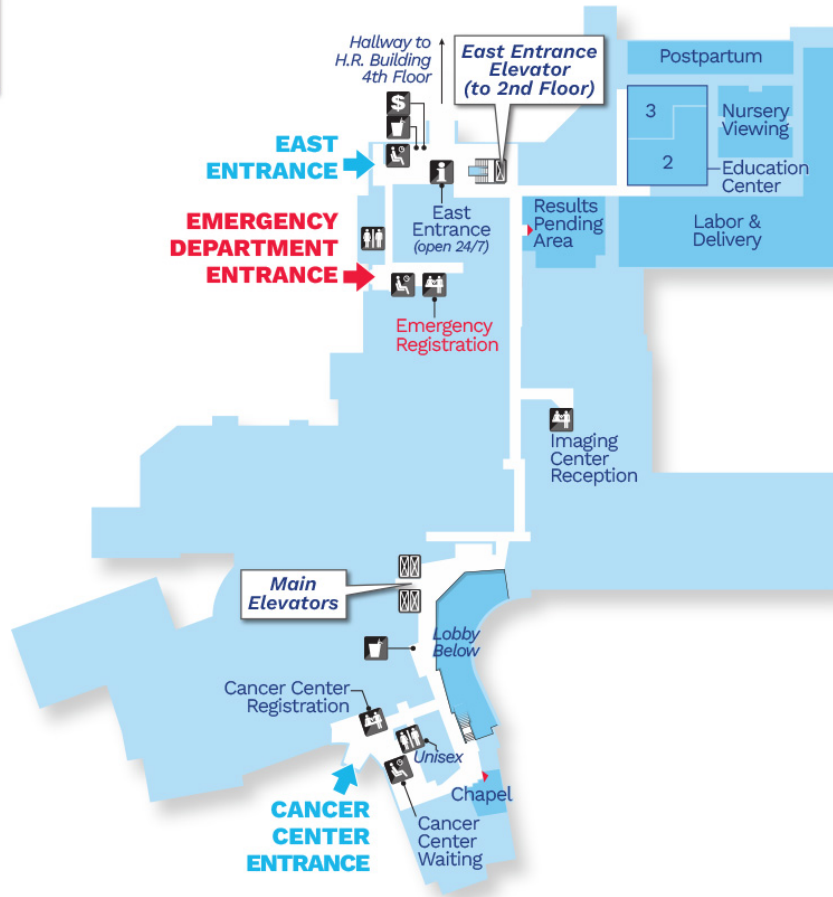 Hallway to
H.R. Building
4th Floor
East Entrance
Elevator
(to 2nd Floor)
$
EAST
ENTRANCE
i
East
Entrance
(open 24/7)
EMERGENCY
DEPARTMENT
ENTRANCE
Emergency
Registration
Postpartum
3
2
Nursery
Viewing
Education
Center
Results
Pending
Area
Labor &
Delivery
Imaging
Center
Reception
Main
Elevators
Lobby
Below
Cancer Center
Registration
Unisex
CANCER
CENTER
ENTRANCE
Cancer
Center
Waiting
Chapel